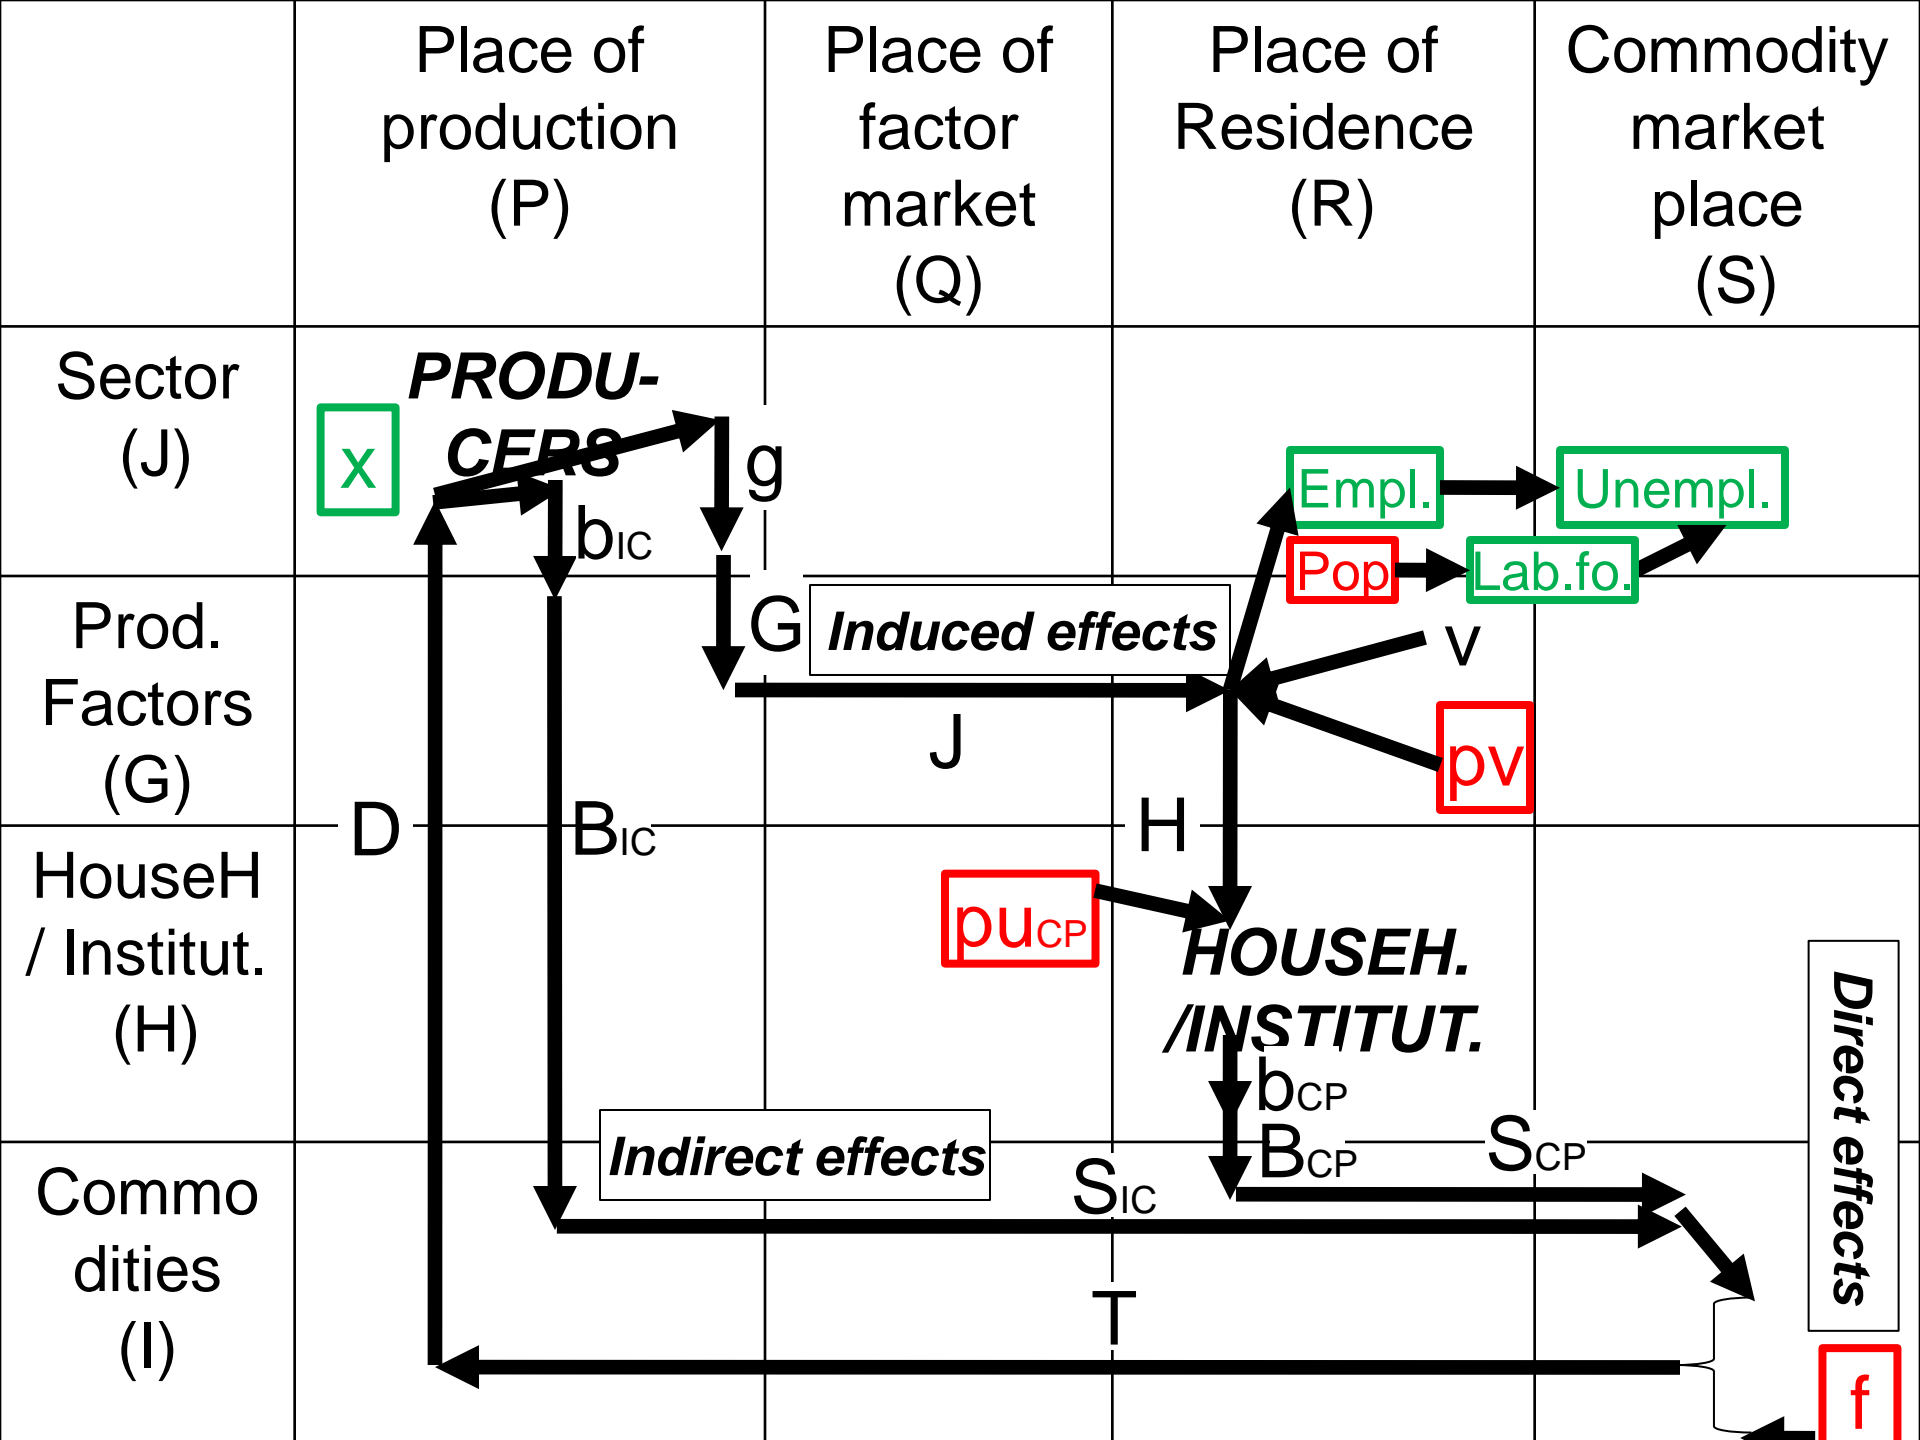 Place of
production
(P)
Place of
factor
market
(Q)
Place of
Residence
(R)
Commodity
market
place
(S)
Sector
(J)
PRODU-
CERS
x
g
bIC
Empl.
Unempl.
Pop
Lab.fo.
Prod.
Factors
(G)
G
Induced effects
v
J
pv
D
BIC
H
HouseH
/ Institut.
(H)
puCP
HOUSEH.
/INSTITUT.
bCP
Direct effects
Commo
dities
(I)
Indirect effects
SIC
BCP
SCP
T
f